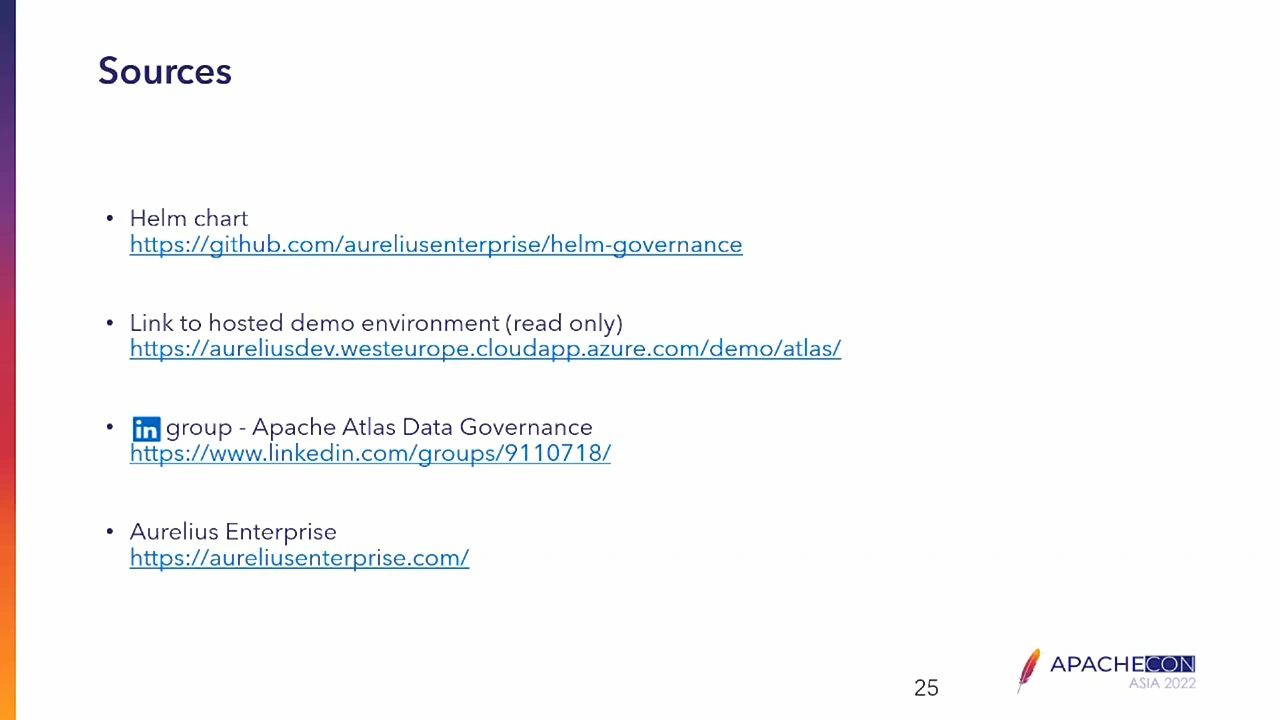 Sources
• Helm chart
https://github.com/aureliusenterprise/helm-governance
• Link to hosted demo environment (read only)
https://aureliusdev.westeurope.cloudapp.azure.com/demo/atlas/
• in group - Apache Atlas Data Governance
https://www.linkedin.com/groups/9110718/
• Aurelius Enterprise
https://aureliusenterprise.com/
25
APACHECON
ASIA 2022